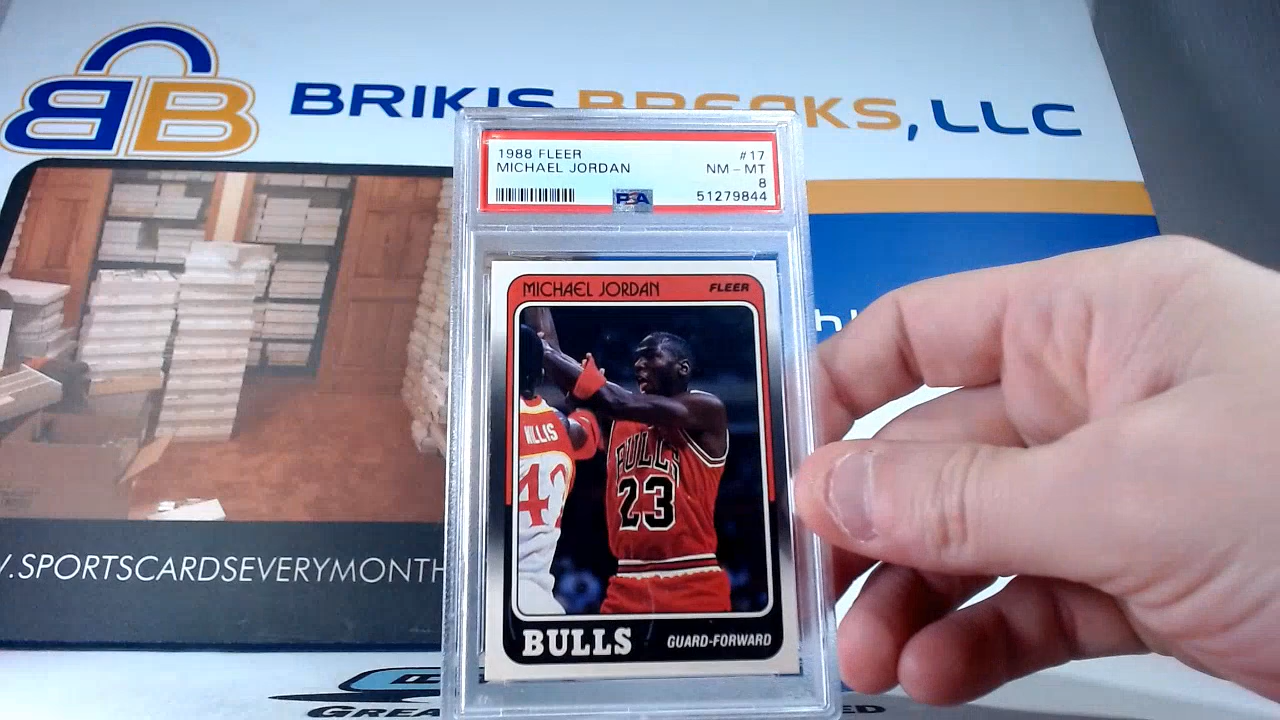 BB
BRIKIS BREAKS, LLC
1988 FLEER #17
MICHAEL JORDAN NM - MT
8
PSA 51279844
MICHAEL JORDAN FLEER
WILLIS
42
BULLS
23
BULLS GUARD-FORWARD
.SPORTSCARDSEVERYMONTH